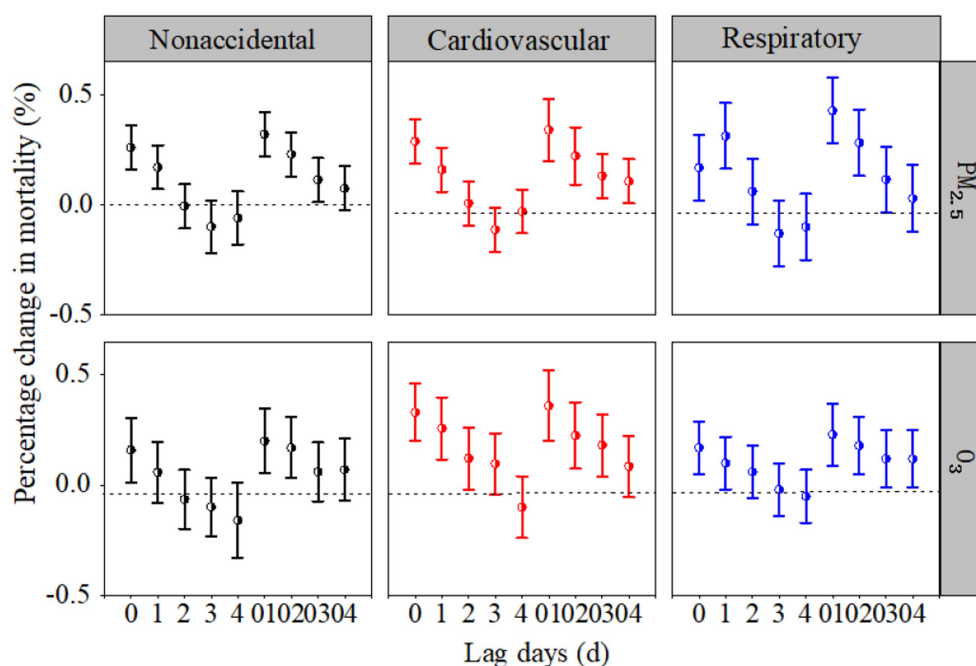 Nonaccidental Cardiovascular Respiratory
Percentage change in mortality (%)
0.5
0.0
-0.5
PM2.5
0.5
0.0
-0.5
O3
0 1 2 3 4 01020304 0 1 2 3 4 01020304 0 1 2 3 4 01020304
Lag days (d)